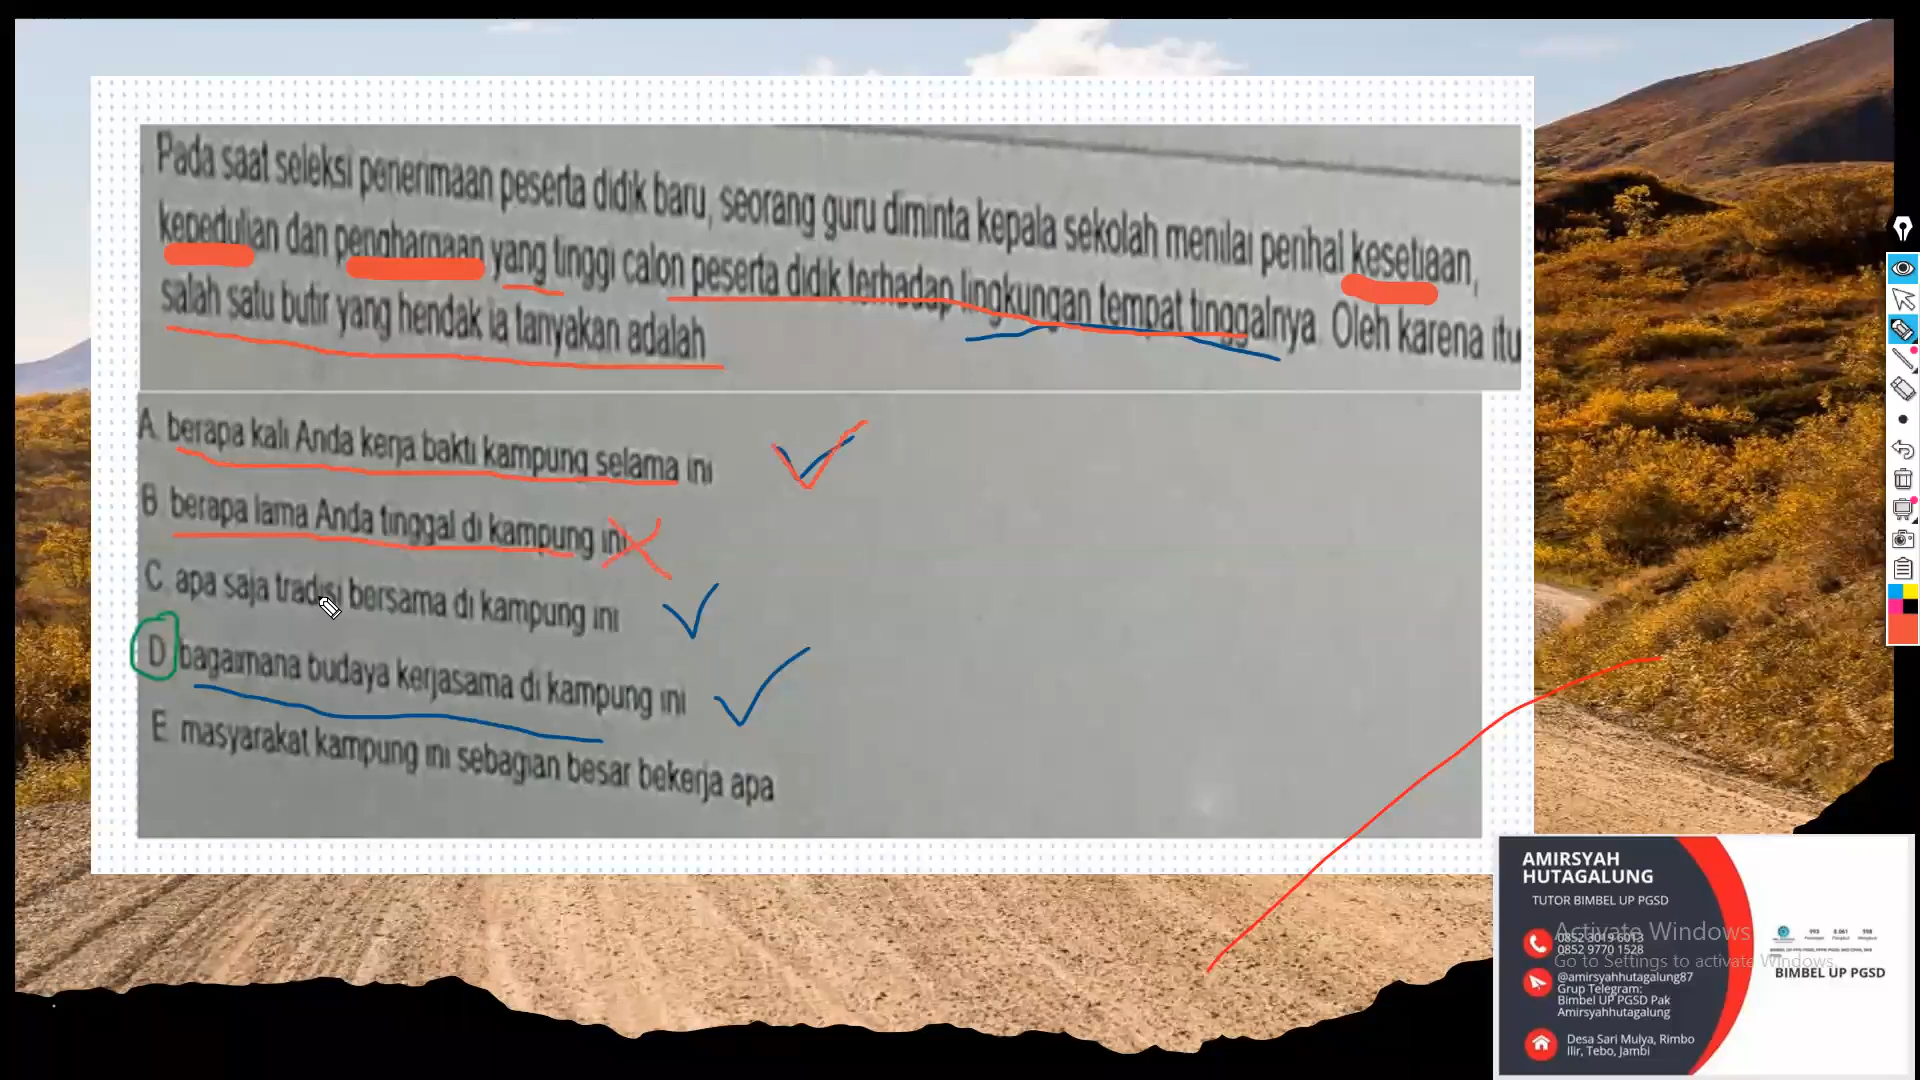 Pada saat seleksi penerimaan peserta didik baru, seorang guru diminta kepala sekolah menilai perihal kesetiaan,
kepedulian dan penghargaan yang tinggi calon peserta didik terhadap lingkungan tempat tinggalnya. Oleh karena itu
salah satu butir yang hendak ia tanyakan adalah
A. berapa kali Anda kerja bakti kampung selama ini
B. berapa lama Anda tinggal di kampung ini
C. apa saja tradisi bersama di kampung ini
D. bagaimana budaya kerjasama di kampung ini
E. masyarakat kampung ini sebagian besar bekerja apa
AMIRSYAH
HUTAGALUNG
TUTOR BIMBEL UP PGSD
0852 3019 6013
0852 9770 1528
@amirsyahhutagalung87
Grup Telegram:
Bimbel UP PGSD Pak
Amirsyahhutagalung
Desa Sari Mulya, Rimbo
Ilir, Tebo, Jambi
BIMBEL UP PGSD
Activate Windows
Go to Settings to activate Windows.